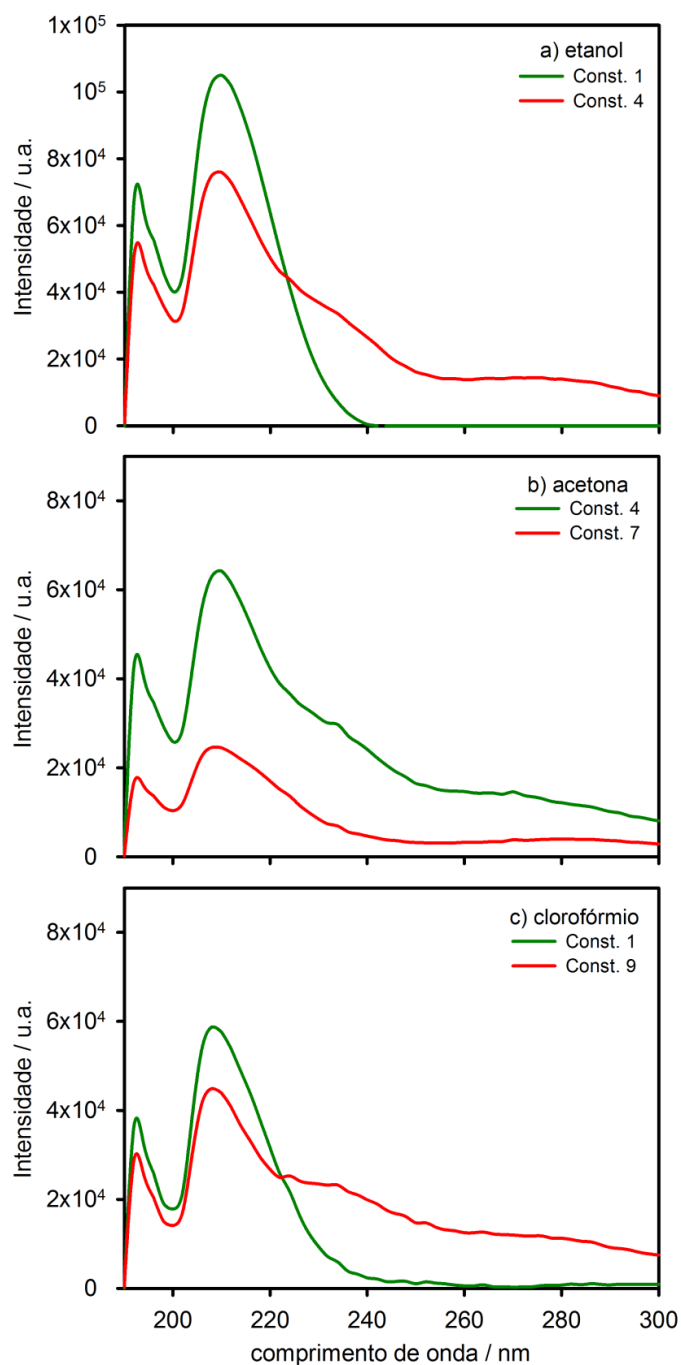 1x10⁵
a) etanol
Const. 1
Const. 4
10⁵
8x10⁴
6x10⁴
4x10⁴
2x10⁴
0
Intensidade / u.a.
b) acetona
Const. 4
Const. 7
8x10⁴
6x10⁴
4x10⁴
2x10⁴
0
Intensidade / u.a.
c) clorofórmio
Const. 1
Const. 9
8x10⁴
6x10⁴
4x10⁴
2x10⁴
0
Intensidade / u.a.
200 220 240 260 280 300
comprimento de onda / nm